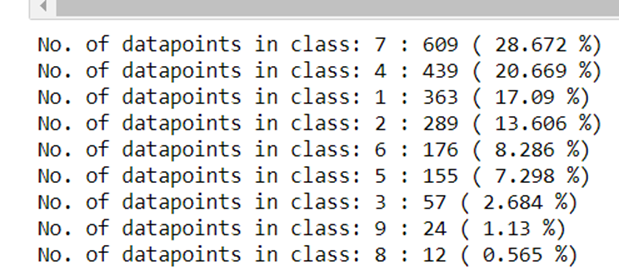 No. of datapoints in class: 7 : 609 ( 28.672 %)
No. of datapoints in class: 4 : 439 ( 20.669 %)
No. of datapoints in class: 1 : 363 ( 17.09 %)
No. of datapoints in class: 2 : 289 ( 13.606 %)
No. of datapoints in class: 6 : 176 ( 8.286 %)
No. of datapoints in class: 5 : 155 ( 7.298 %)
No. of datapoints in class: 3 : 57 ( 2.684 %)
No. of datapoints in class: 9 : 24 ( 1.13 %)
No. of datapoints in class: 8 : 12 ( 0.565 %)